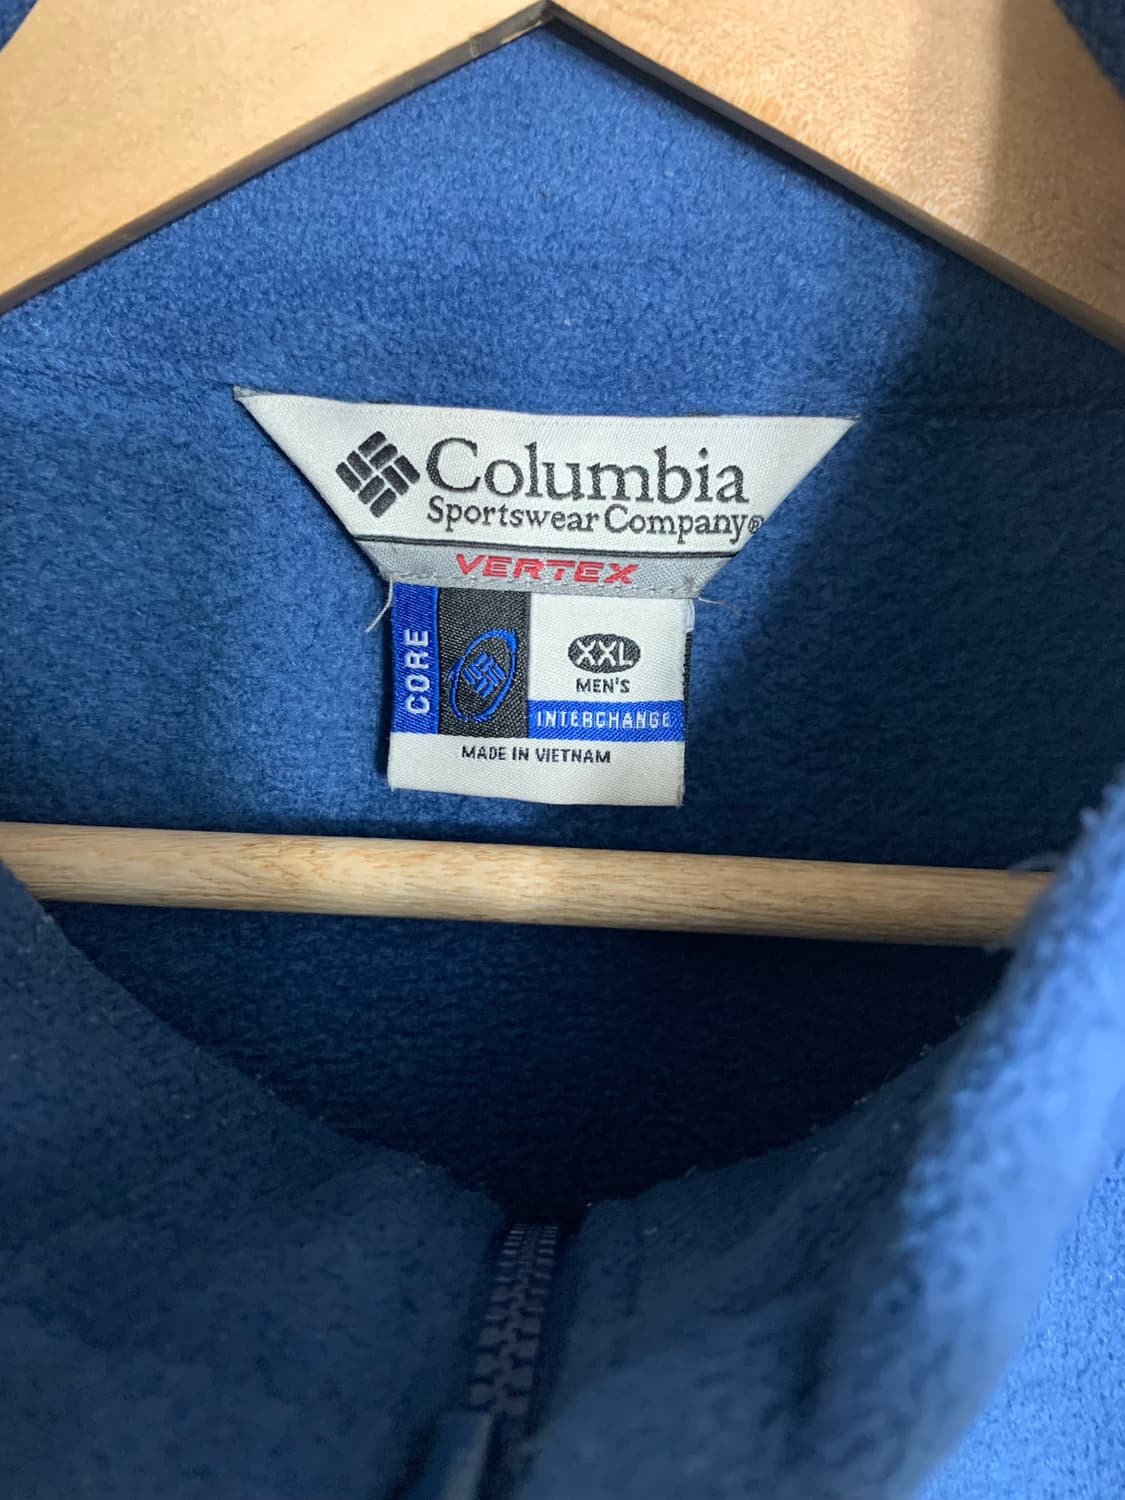 Columbia
Sportswear Company®
VERTEX
CORE
XXL
MEN'S
INTERCHANGE
MADE IN VIETNAM